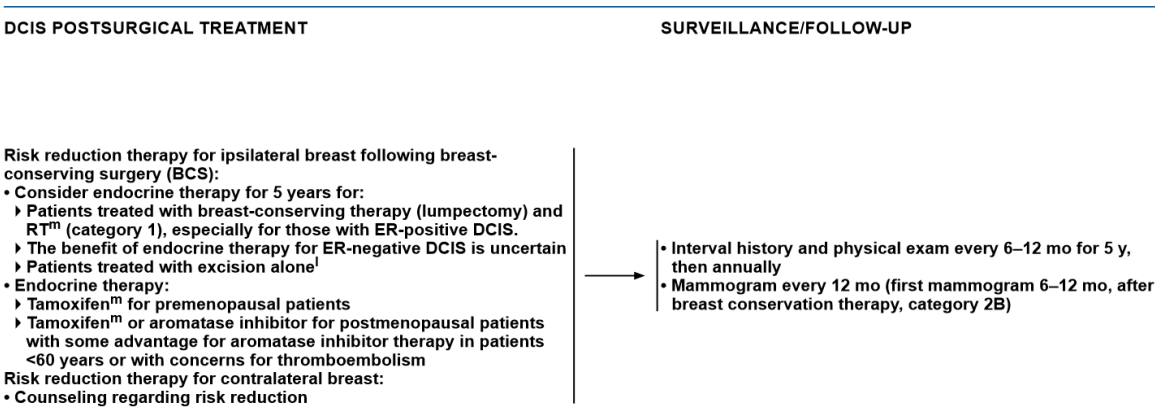 DCIS POSTSURGICAL TREATMENT
SURVEILLANCE/FOLLOW-UP
Risk reduction therapy for ipsilateral breast following breast-
conserving surgery (BCS):
• Consider endocrine therapy for 5 years for:
▸ Patients treated with breast-conserving therapy (lumpectomy) and
RTᵐ (category 1), especially for those with ER-positive DCIS.
▸ The benefit of endocrine therapy for ER-negative DCIS is uncertain
▸ Patients treated with excision aloneˡ
• Endocrine therapy:
▸ Tamoxifenᵐ for premenopausal patients
▸ Tamoxifenᵐ or aromatase inhibitor for postmenopausal patients
with some advantage for aromatase inhibitor therapy in patients
<60 years or with concerns for thromboembolism
Risk reduction therapy for contralateral breast:
• Counseling regarding risk reduction
• Interval history and physical exam every 6–12 mo for 5 y,
then annually
• Mammogram every 12 mo (first mammogram 6–12 mo, after
breast conservation therapy, category 2B)